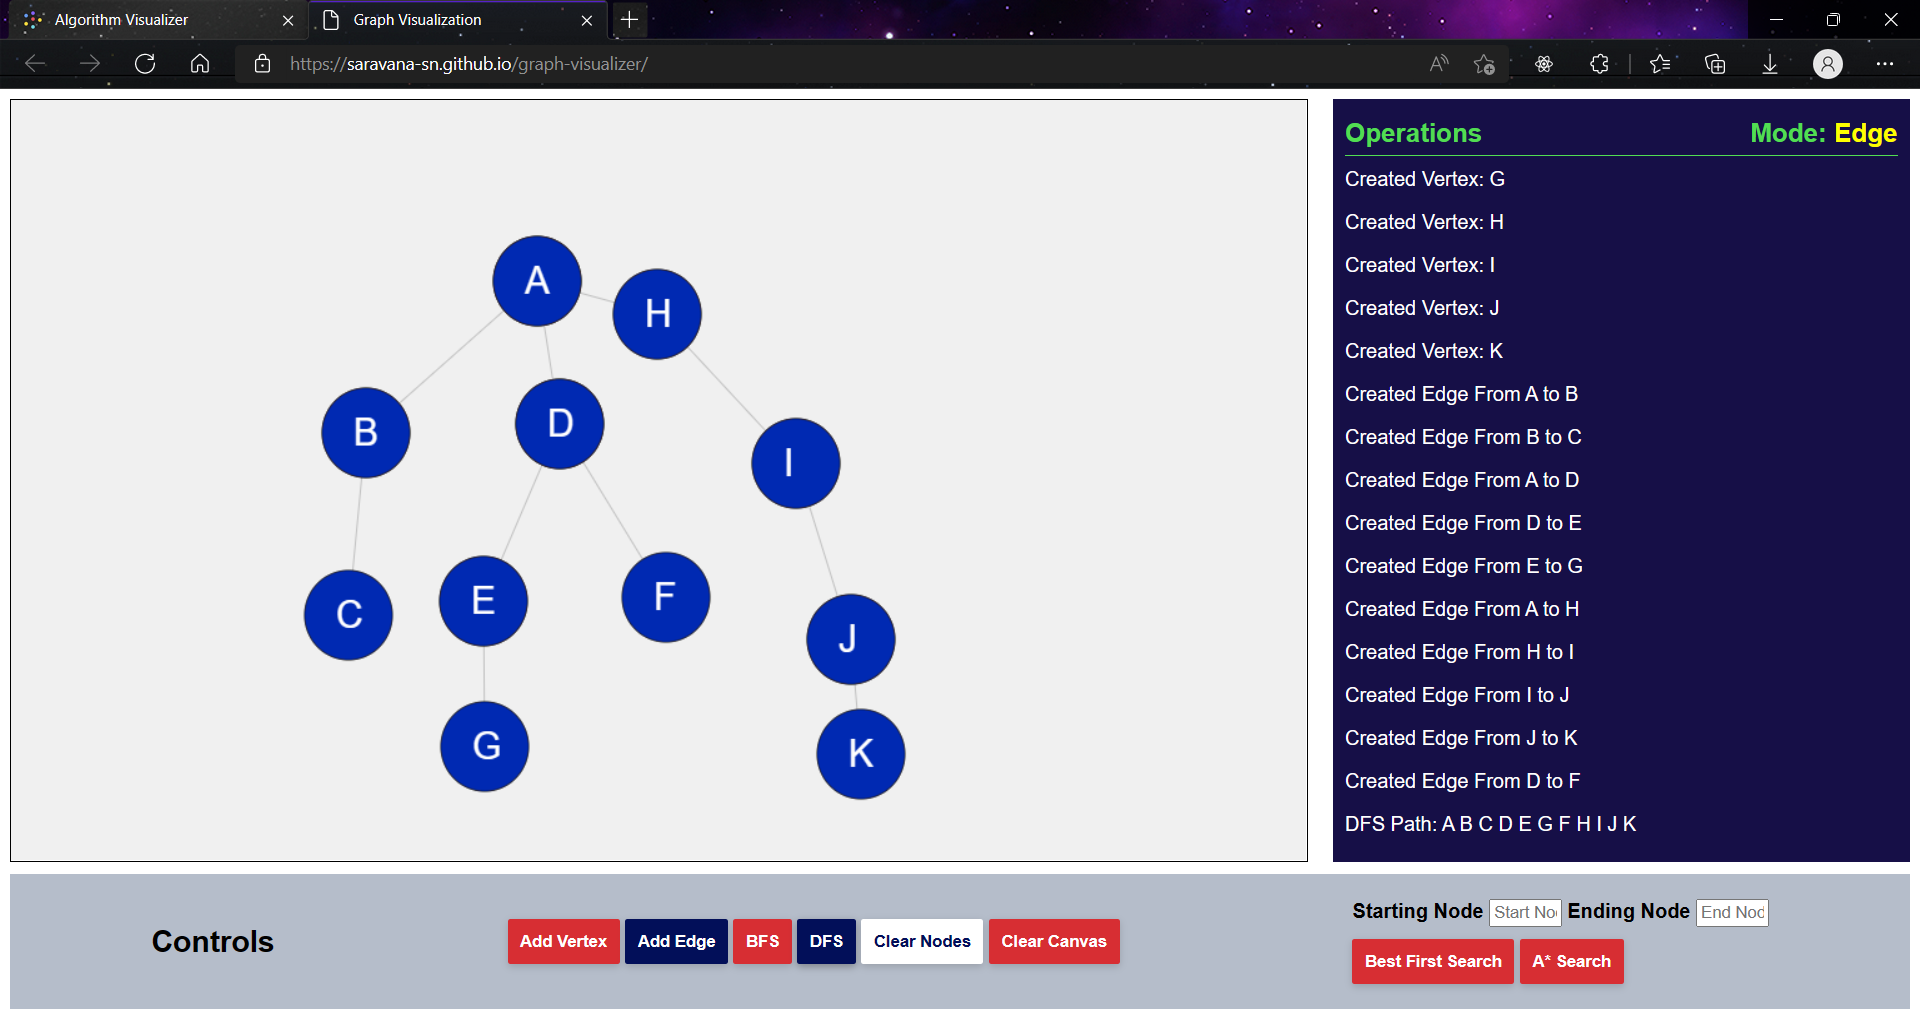 Algorithm Visualizer
Graph Visualization
https://saravana-sn.github.io/graph-visualizer/
A
H
B
D
I
C
E
F
J
G
K
Operations
Mode: Edge
Created Vertex: G
Created Vertex: H
Created Vertex: I
Created Vertex: J
Created Vertex: K
Created Edge From A to B
Created Edge From B to C
Created Edge From A to D
Created Edge From D to E
Created Edge From E to G
Created Edge From A to H
Created Edge From H to I
Created Edge From I to J
Created Edge From J to K
Created Edge From D to F
DFS Path: A B C D E G F H I J K
Controls
Add Vertex
Add Edge
BFS
DFS
Clear Nodes
Clear Canvas
Starting Node
Start No
Ending Node
End Nod
Best First Search
A* Search